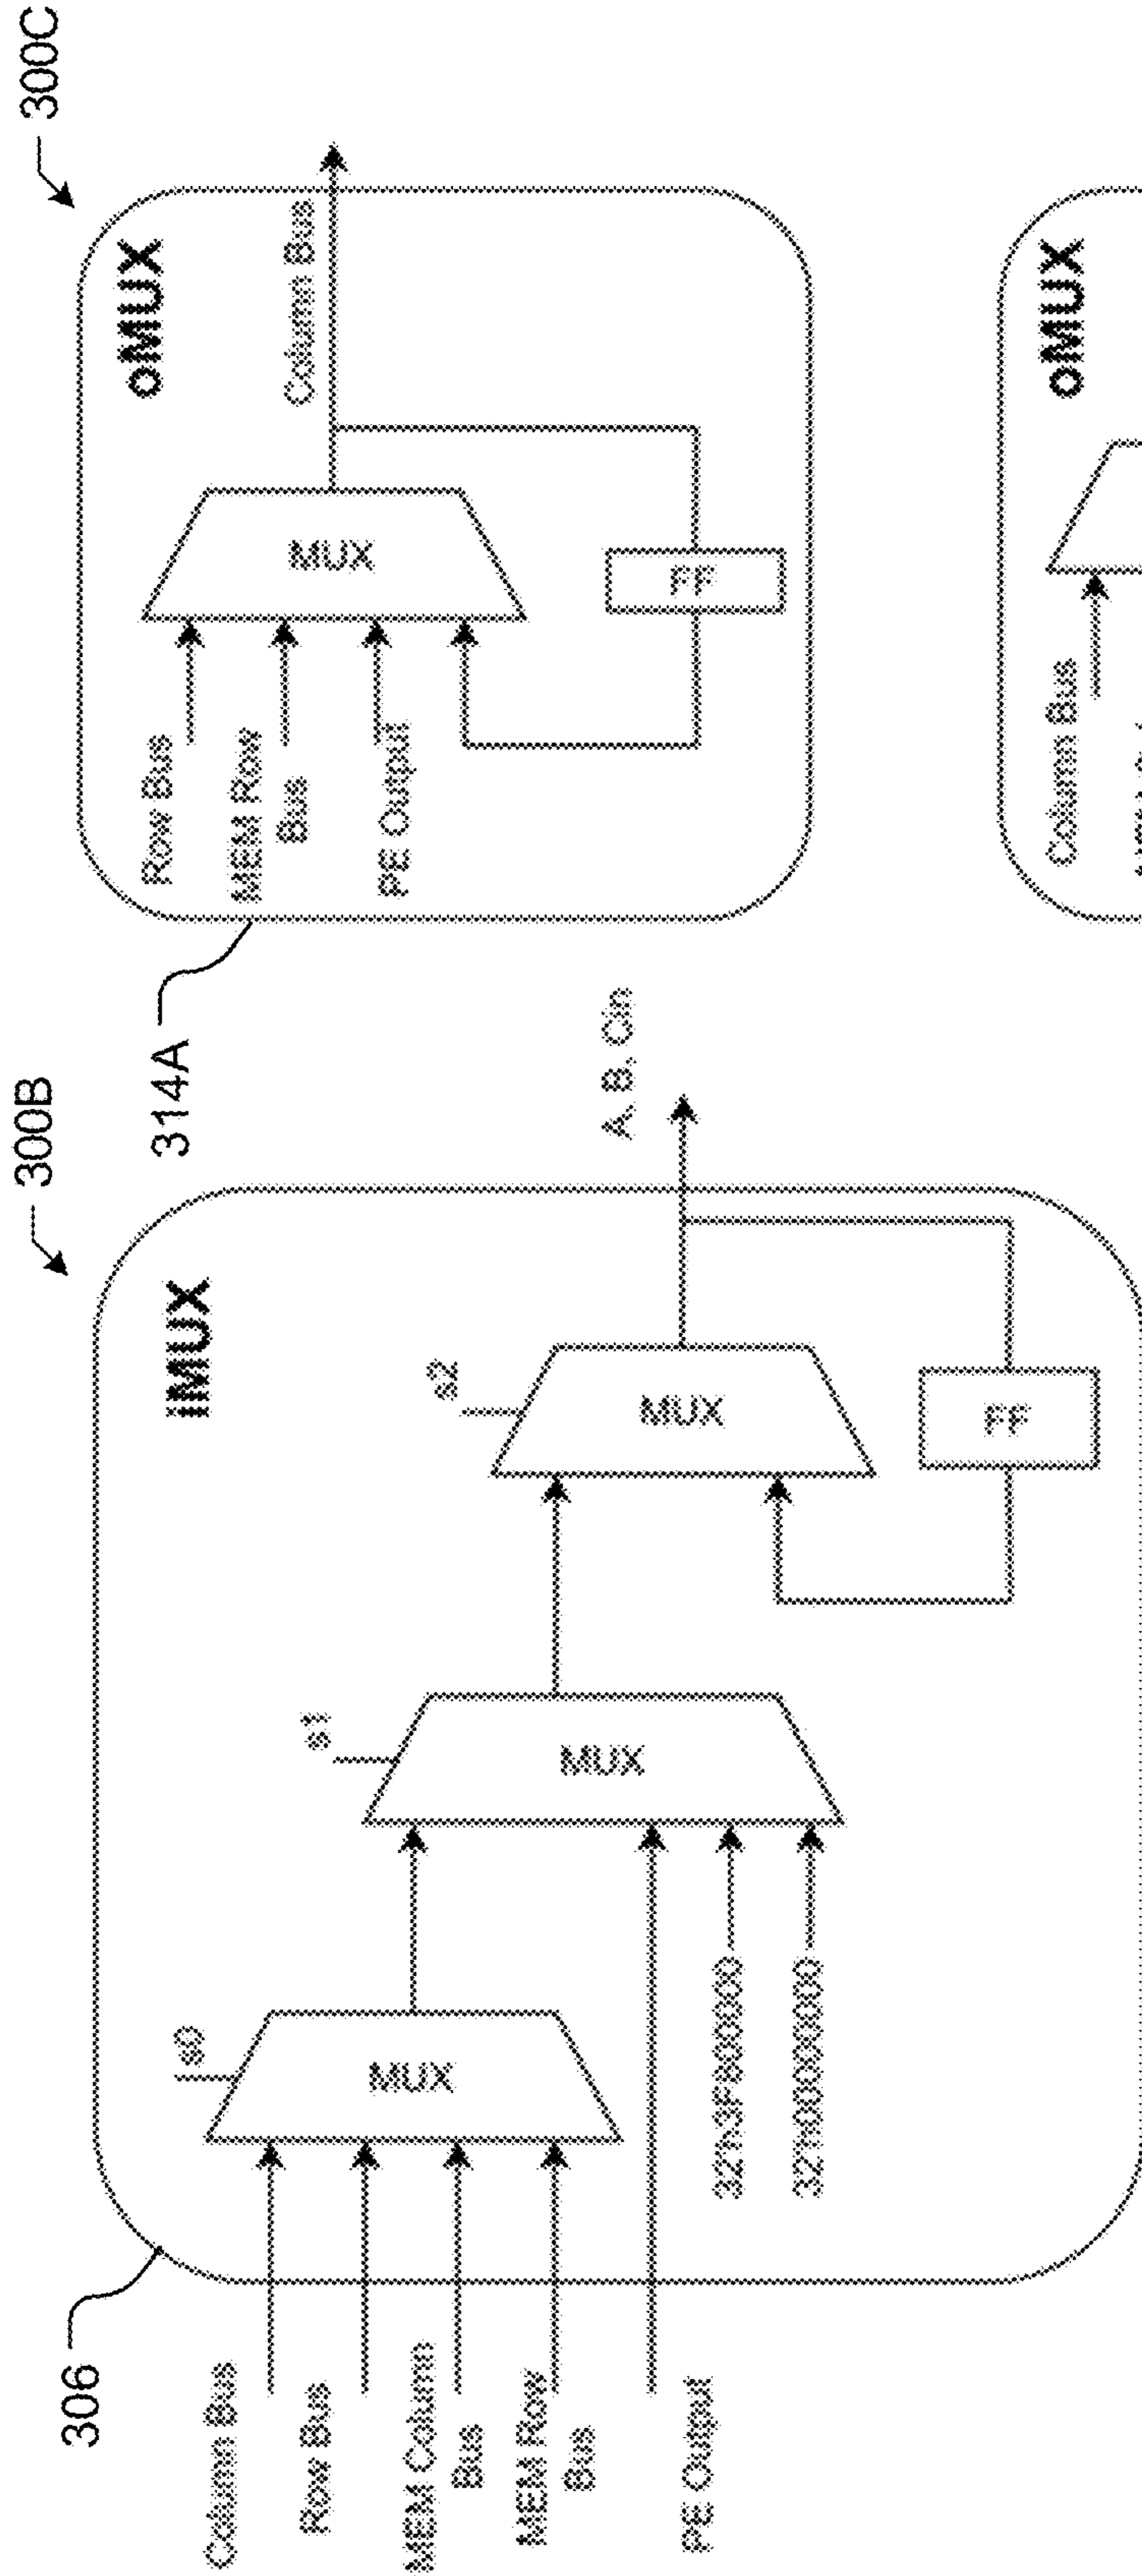 300B
306
iMUX
Column Bus
Row Bus
MEM Column
Bus
MEM Row
Bus
PE Output
s0
MUX
32'h3F800000
32'h00000000
s1
MUX
s2
MUX
FF
A, B, Cin
300C
314A
oMUX
Row Bus
MEM Row
Bus
PE Output
MUX
FF
Column Bus
oMUX
Column Bus